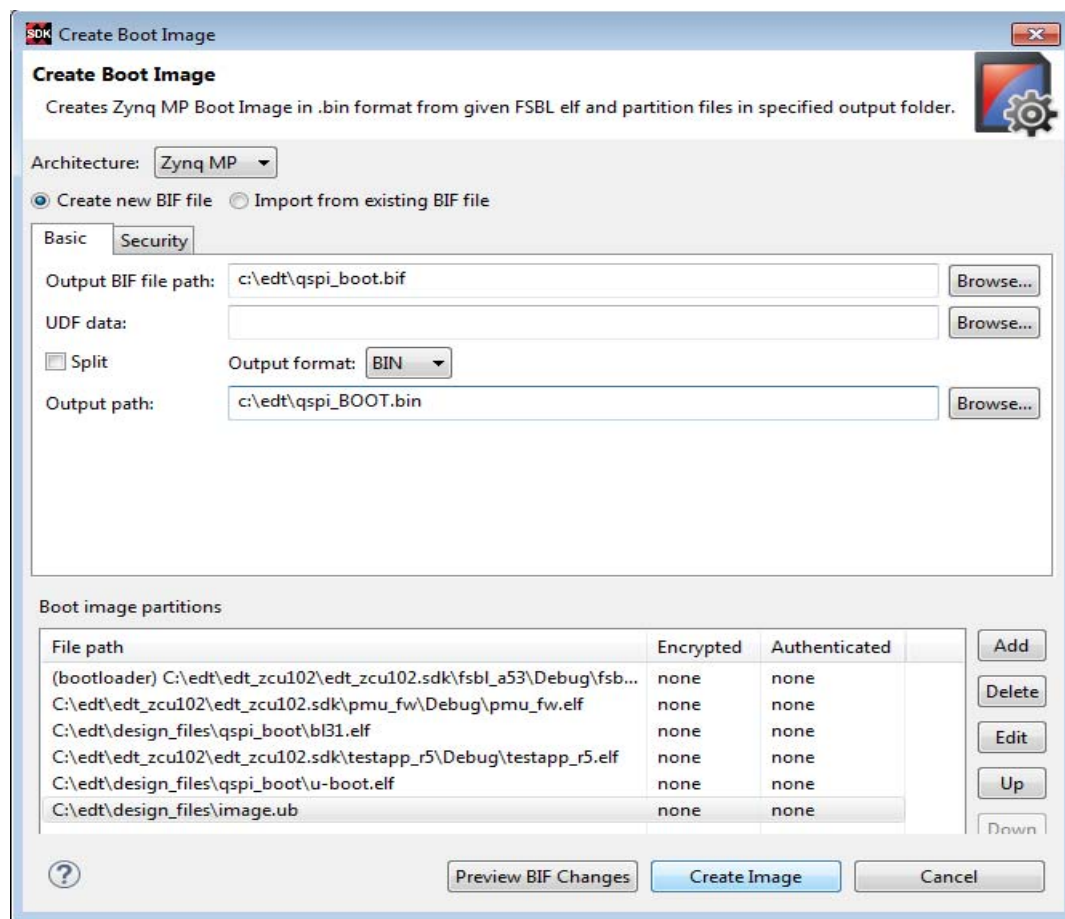 SDK Create Boot Image
Create Boot Image
Creates Zynq MP Boot Image in .bin format from given FSBL elf and partition files in specified output folder.
Architecture: Zynq MP
Create new BIF file Import from existing BIF file
Basic Security
Output BIF file path: c:\edt\qspi_boot.bif Browse...
UDF data: Browse...
Split Output format: BIN
Output path: c:\edt\qspi_BOOT.bin Browse...
Boot image partitions
File path Encrypted Authenticated Add
(bootloader) C:\edt\edt_zcu102\edt_zcu102.sdk\fsbl_a53\Debug\fsb... none none
C:\edt\edt_zcu102\edt_zcu102.sdk\pmu_fw\Debug\pmu_fw.elf none none Delete
C:\edt\design_files\qspi_boot\bl31.elf none none Edit
C:\edt\edt_zcu102\edt_zcu102.sdk\testapp_r5\Debug\testapp_r5.elf none none
C:\edt\design_files\qspi_boot\u-boot.elf none none Up
C:\edt\design_files\image.ub none none
Down
? Preview BIF Changes Create Image Cancel